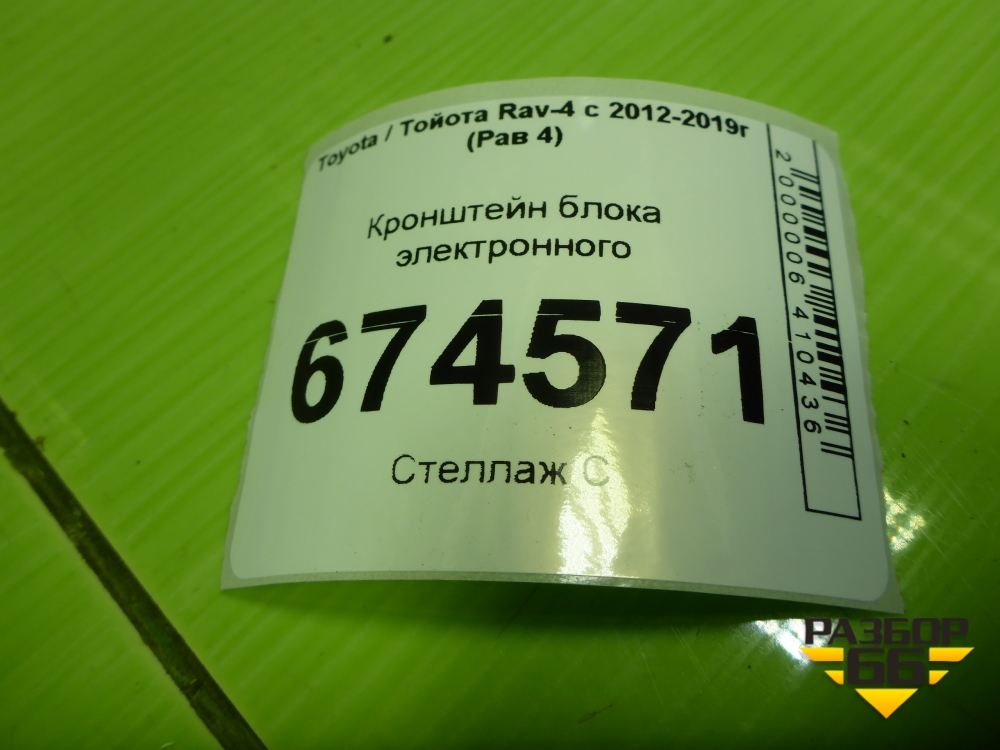 Toyota / Тойота Rav-4 с 2012-2019г
(Рав 4)
Кронштейн блока
электронного
674571
Стеллаж С
2000006410436
РАЗБОР
66